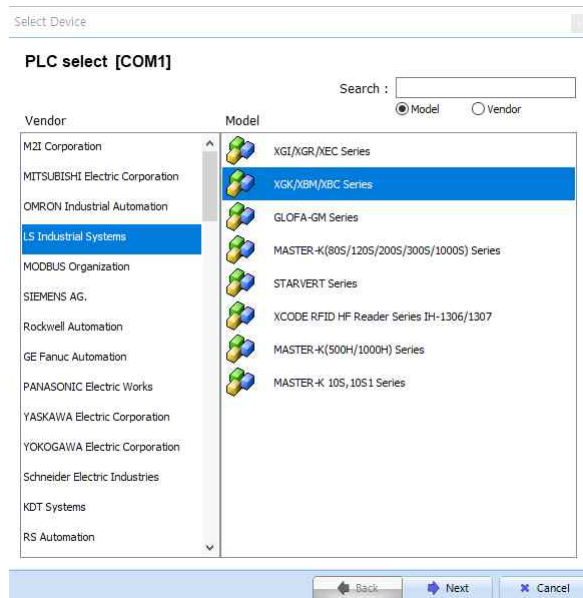 Select Device
PLC select [COM1]
Search :
Model
Vendor
Vendor
Model
M2I Corporation
MITSUBISHI Electric Corporation
OMRON Industrial Automation
LS Industrial Systems
MODBUS Organization
SIEMENS AG.
Rockwell Automation
GE Fanuc Automation
PANASONIC Electric Works
YASKAWA Electric Corporation
YOKOGAWA Electric Corporation
Schneider Electric Industries
KDT Systems
RS Automation
XGI/XGR/XEC Series
XGK/XBM/XBC Series
GLOFA-GM Series
MASTER-K(80S/120S/200S/300S/1000S) Series
STARVERT Series
XCODE RFID HF Reader Series IH-1306/1307
MASTER-K(500H/1000H) Series
MASTER-K 10S,10S1 Series
Back
Next
Cancel